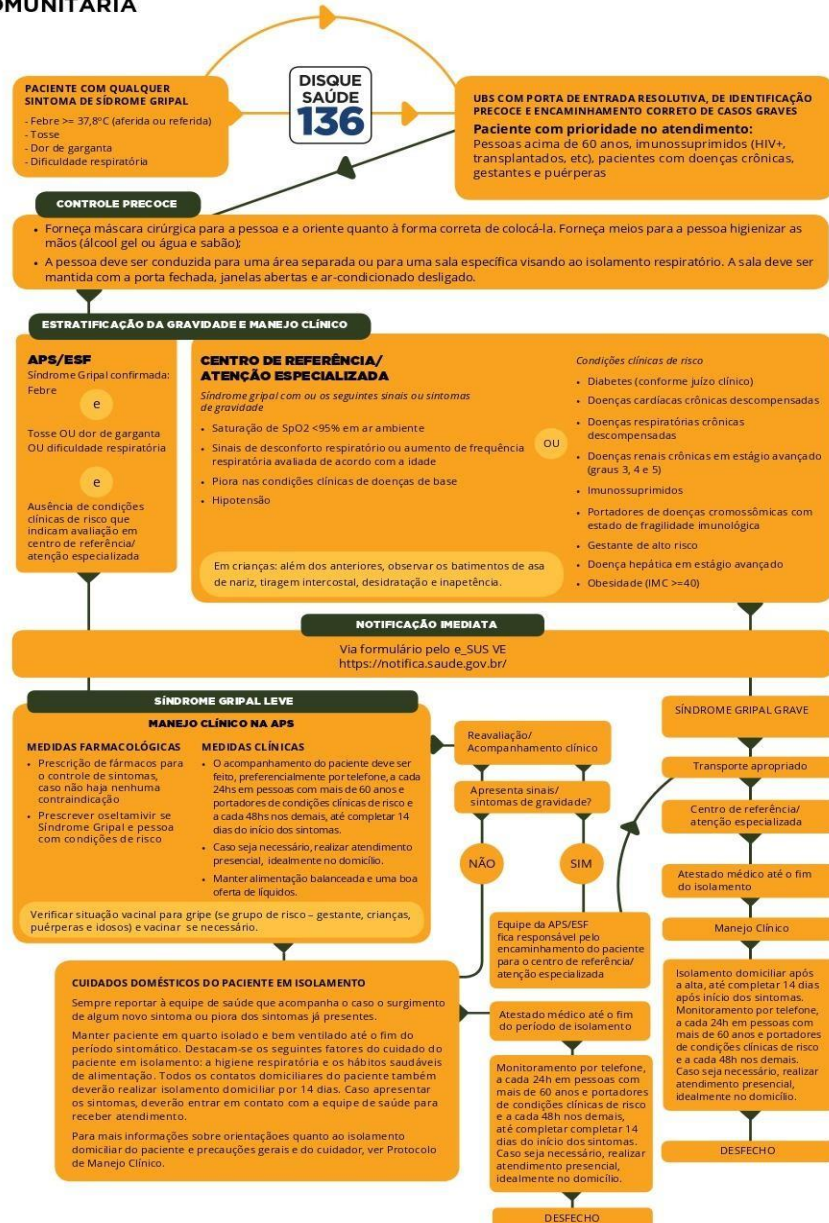 OMUNITÁRIA
PACIENTE COM QUALQUER
SINTOMA DE SÍDROME GRIPAL
- Febre >= 37,8ºC (aferida ou referida)
- Tosse
- Dor de garganta
- Dificuldade respiratória
DISQUE
SAÚDE
136
UBS COM PORTA DE ENTRADA RESOLUTIVA, DE IDENTIFICAÇÃO
PRECOCE E ENCAMINHAMENTO CORRETO DE CASOS GRAVES
Paciente com prioridade no atendimento:
Pessoas acima de 60 anos, imunossuprimidos (HIV+,
transplantados, etc), pacientes com doenças crônicas,
gestantes e puérperas
CONTROLE PRECOCE
• Forneça máscara cirúrgica para a pessoa e a oriente quanto à forma correta de colocá-la. Forneça meios para a pessoa higienizar as
mãos (álcool gel ou água e sabão);
• A pessoa deve ser conduzida para uma área separada ou para uma sala específica visando ao isolamento respiratório. A sala deve ser
mantida com a porta fechada, janelas abertas e ar-condicionado desligado.
ESTRATIFICAÇÃO DA GRAVIDADE E MANEJO CLÍNICO
APS/ESF
Síndrome Gripal confirmada:
Febre
e
Tosse OU dor de garganta
OU dificuldade respiratória
e
Ausência de condições
clínicas de risco que
indicam avaliação em
centro de referência/
atenção especializada
CENTRO DE REFERÊNCIA/
ATENÇÃO ESPECIALIZADA
Síndrome gripal com ou os seguintes sinais ou sintomas
de gravidade
• Saturação de SpO2 <95% em ar ambiente
• Sinais de desconforto respiratório ou aumento de frequência
respiratória avaliada de acordo com a idade
• Piora nas condições clínicas de doenças de base
• Hipotensão
Em crianças: além dos anteriores, observar os batimentos de asa
de nariz, tiragem intercostal, desidratação e inapetência.
OU
Condições clínicas de risco
• Diabetes (conforme juízo clínico)
• Doenças cardíacas crônicas descompensadas
• Doenças respiratórias crônicas
descompensadas
• Doenças renais crônicas em estágio avançado
(graus 3, 4 e 5)
• Imunossuprimidos
• Portadores de doenças cromossômicas com
estado de fragilidade imunológica
• Gestante de alto risco
• Doença hepática em estágio avançado
• Obesidade (IMC >=40)
NOTIFICAÇÃO IMEDIATA
Via formulário pelo e_SUS VE
https://notifica.saude.gov.br/
SÍNDROME GRIPAL LEVE
MANEJO CLÍNICO NA APS
MEDIDAS FARMACOLÓGICAS
• Prescrição de fármacos para
o controle de sintomas,
caso não haja nenhuma
contraindicação
• Prescrever oseltamivir se
Síndrome Gripal e pessoa
com condições de risco
MEDIDAS CLÍNICAS
• O acompanhamento do paciente deve ser
feito, preferencialmente por telefone, a cada
24hs em pessoas com mais de 60 anos e
portadores de condições clínicas de risco e
a cada 48hs nos demais, até completar 14
dias do início dos sintomas.
• Caso seja necessário, realizar atendimento
presencial, idealmente no domicílio.
• Manter alimentação balanceada e uma boa
oferta de líquidos.
Verificar situação vacinal para gripe (se grupo de risco – gestante, crianças,
puérperas e idosos) e vacinar se necessário.
Reavaliação/
Acompanhamento clínico
Apresenta sinais/
sintomas de gravidade?
NÃO
SIM
Equipe da APS/ESF
fica responsável pelo
encaminhamento do paciente
para o centro de referência/
atenção especializada
SÍNDROME GRIPAL GRAVE
Transporte apropriado
Centro de referência/
atenção especializada
Atestado médico até o fim
do isolamento
Manejo Clínico
Isolamento domiciliar após
a alta, até completar 14 dias
após início dos sintomas.
Monitoramento por telefone,
a cada 24h em pessoas com
mais de 60 anos e portadores
de condições clínicas de risco
e a cada 48h nos demais.
Caso seja necessário, realizar
atendimento presencial,
idealmente no domicílio.
DESFECHO
CUIDADOS DOMÉSTICOS DO PACIENTE EM ISOLAMENTO
Sempre reportar à equipe de saúde que acompanha o caso o surgimento
de algum novo sintoma ou piora dos sintomas já presentes.
Manter paciente em quarto isolado e bem ventilado até o fim do
período sintomático. Destacam-se os seguintes fatores do cuidado do
paciente em isolamento: a higiene respiratória e os hábitos saudáveis
de alimentação. Todos os contatos domiciliares do paciente também
deverão realizar isolamento domiciliar por 14 dias. Caso apresentar
os sintomas, deverão entrar em contato com a equipe de saúde para
receber atendimento.
Para mais informações sobre orientaçãoes quanto ao isolamento
domiciliar do paciente e precauções gerais e do cuidador, ver Protocolo
de Manejo Clínico.
Atestado médico até o fim
do período de isolamento
Monitoramento por telefone,
a cada 24h em pessoas com
mais de 60 anos e portadores
de condições clínicas de risco
e a cada 48h nos demais,
até completar completar 14
dias do início dos sintomas.
Caso seja necessário, realizar
atendimento presencial,
idealmente no domicílio.
DESFECHO